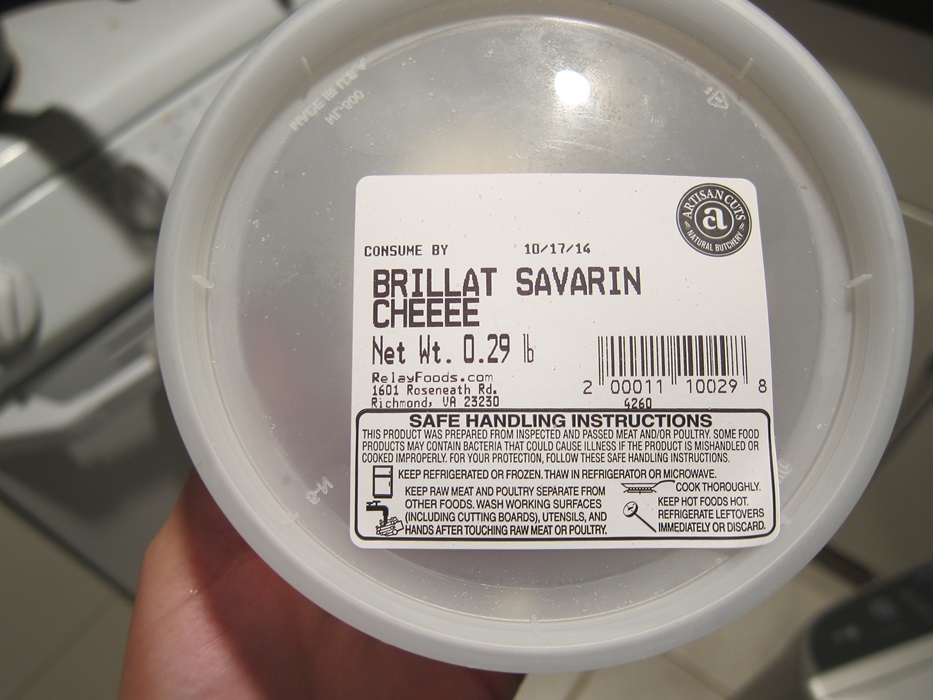 MADE IN U.S.A
ARTISAN CUTS
a
NATURAL BUTCHERY
CONSUME BY 10/17/14
BRILLAT SAVARIN
CHEEEE
Net Wt. 0.29 lb
RelayFoods.com
1601 Roseneath Rd.
Richmond, VA 23230
2 00011 10029 8
4260
SAFE HANDLING INSTRUCTIONS
THIS PRODUCT WAS PREPARED FROM INSPECTED AND PASSED MEAT AND/OR POULTRY. SOME FOOD
PRODUCTS MAY CONTAIN BACTERIA THAT COULD CAUSE ILLNESS IF THE PRODUCT IS MISHANDLED OR
COOKED IMPROPERLY. FOR YOUR PROTECTION, FOLLOW THESE SAFE HANDLING INSTRUCTIONS.
KEEP REFRIGERATED OR FROZEN. THAW IN REFRIGERATOR OR MICROWAVE.
KEEP RAW MEAT AND POULTRY SEPARATE FROM
OTHER FOODS. WASH WORKING SURFACES
(INCLUDING CUTTING BOARDS), UTENSILS, AND
HANDS AFTER TOUCHING RAW MEAT OR POULTRY.
COOK THOROUGHLY.
KEEP HOT FOODS HOT.
REFRIGERATE LEFTOVERS
IMMEDIATELY OR DISCARD.